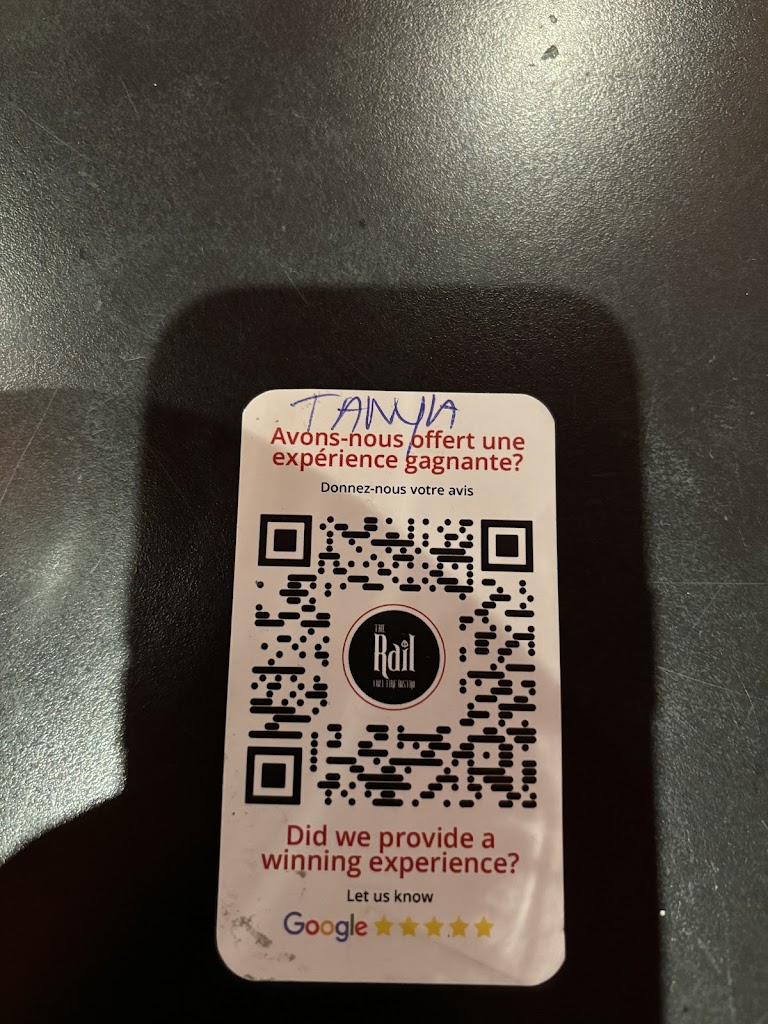 TANYA
Avons-nous offert une
expérience gagnante?
Donnez-nous votre avis
THE
Rail
Did we provide a
winning experience?
Let us know
Google